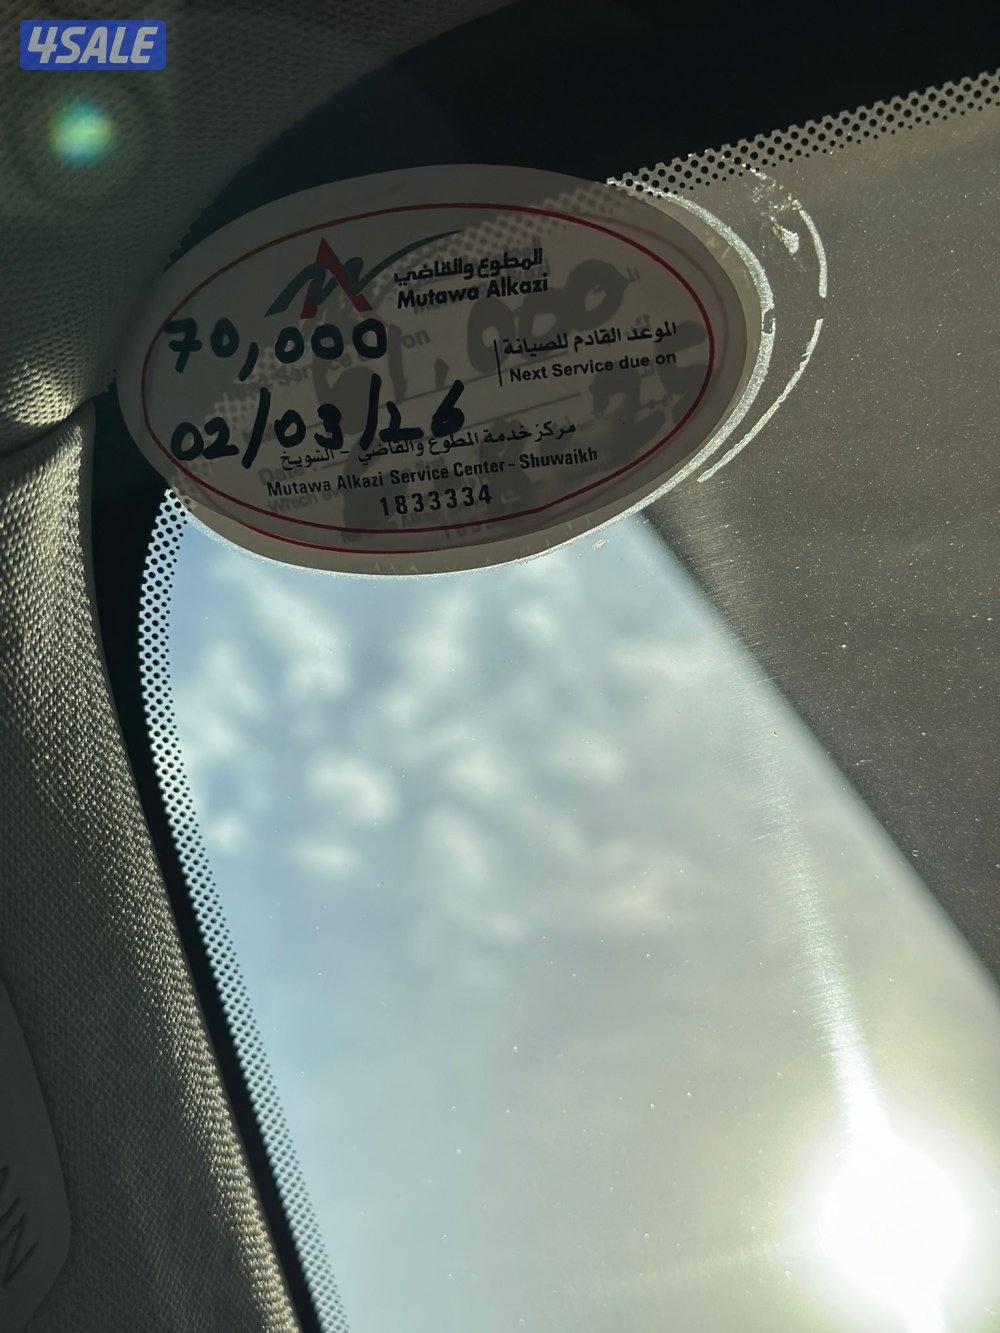 4SALE
المطوع والقاضي
Mutawa Alkazi
70,000
الموعد القادم للصيانة
Next Service due on
02/03/26
مركز خدمة المطوع والقاضي - الشويخ
Mutawa Alkazi Service Center - Shuwaikh
1833334